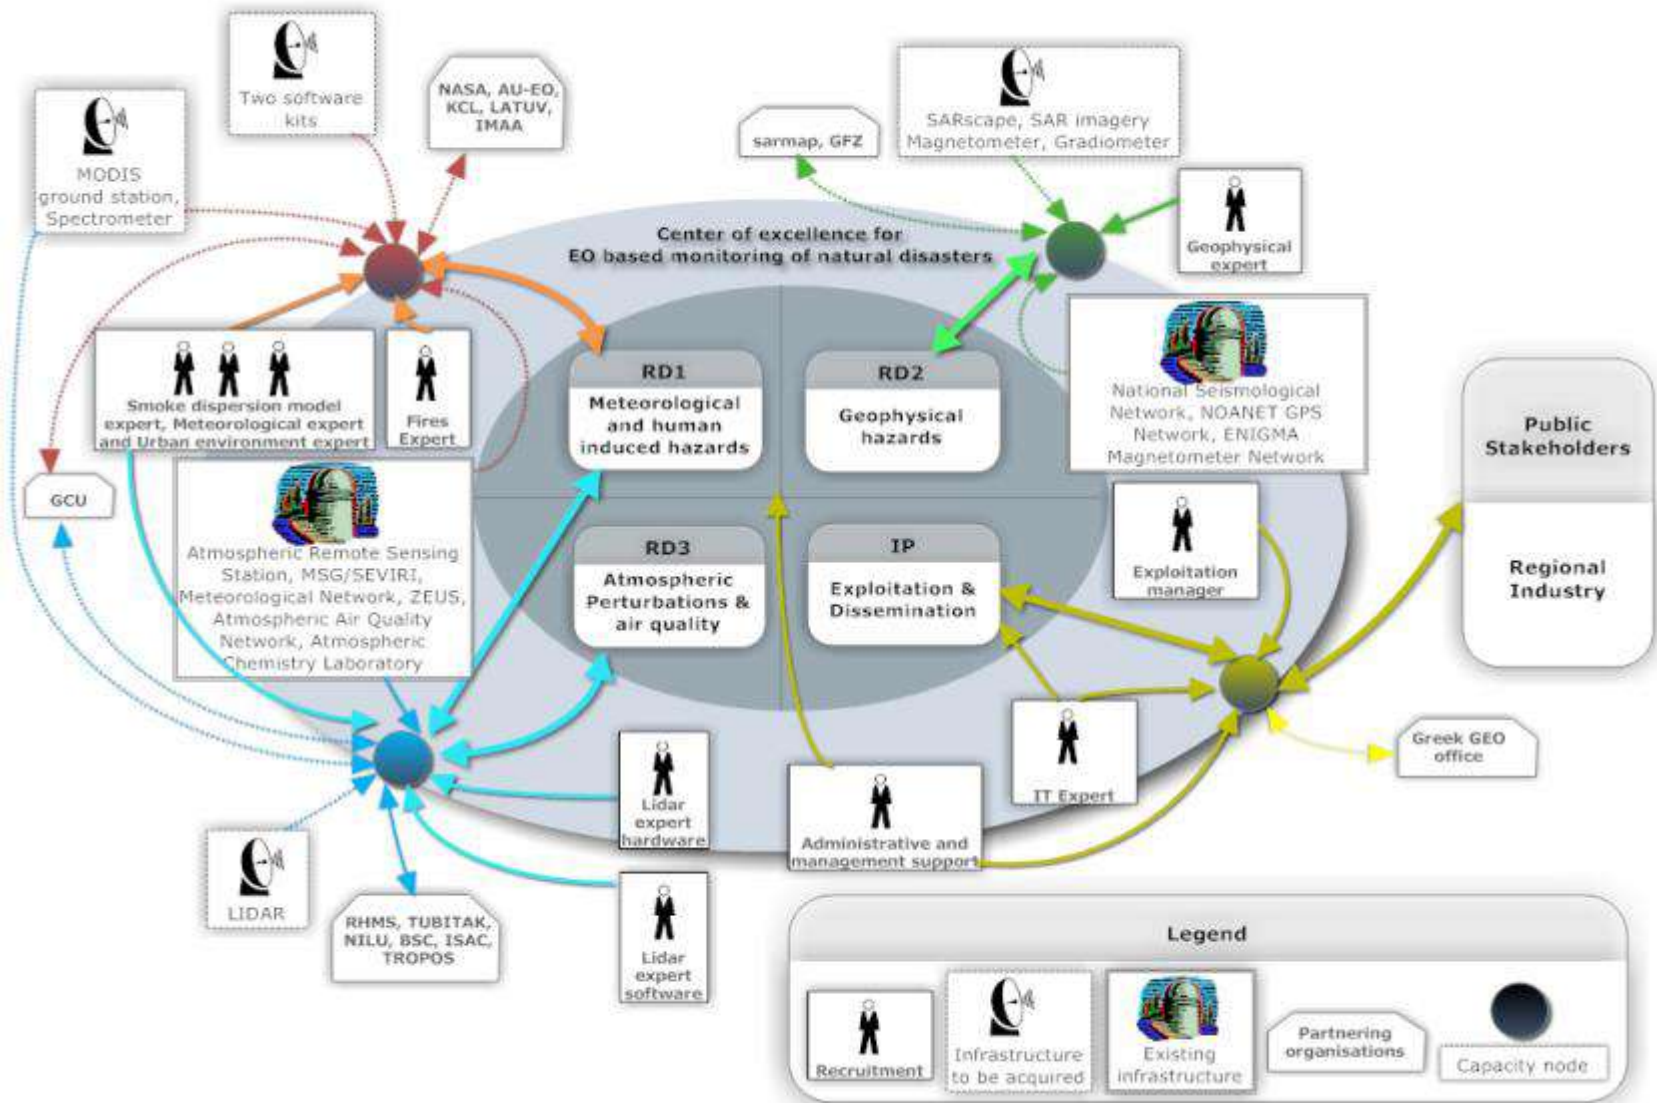 Two software
kits
NASA, AU-EO,
KCL, LATUV,
IMAA
MODIS
ground station,
Spectrometer
sarmap, GFZ
SARscape, SAR imagery
Magnetometer, Gradiometer
Geophysical
expert
Center of excellence for
EO based monitoring of natural disasters
Smoke dispersion model
expert, Meteorological expert
and Urban environment expert
Fires
Expert
RD1
Meteorological
and human
induced hazards
RD2
Geophysical
hazards
National Seismological
Network, NOANET GPS
Network, ENIGMA
Magnetometer Network
Public
Stakeholders
Regional
Industry
GCU
Atmospheric Remote Sensing
Station, MSG/SEVIRI,
Meteorological Network, ZEUS,
Atmospheric Air Quality
Network, Atmospheric
Chemistry Laboratory
RD3
Atmospheric
Perturbations &
air quality
IP
Exploitation &
Dissemination
Exploitation
manager
Greek GEO
office
IT Expert
Administrative and
management support
Lidar
expert
hardware
LIDAR
RHMS, TUBITAK,
NILU, BSC, ISAC,
TROPOS
Lidar
expert
software
Legend
Recruitment
Infrastructure
to be acquired
Existing
infrastructure
Partnering
organisations
Capacity node